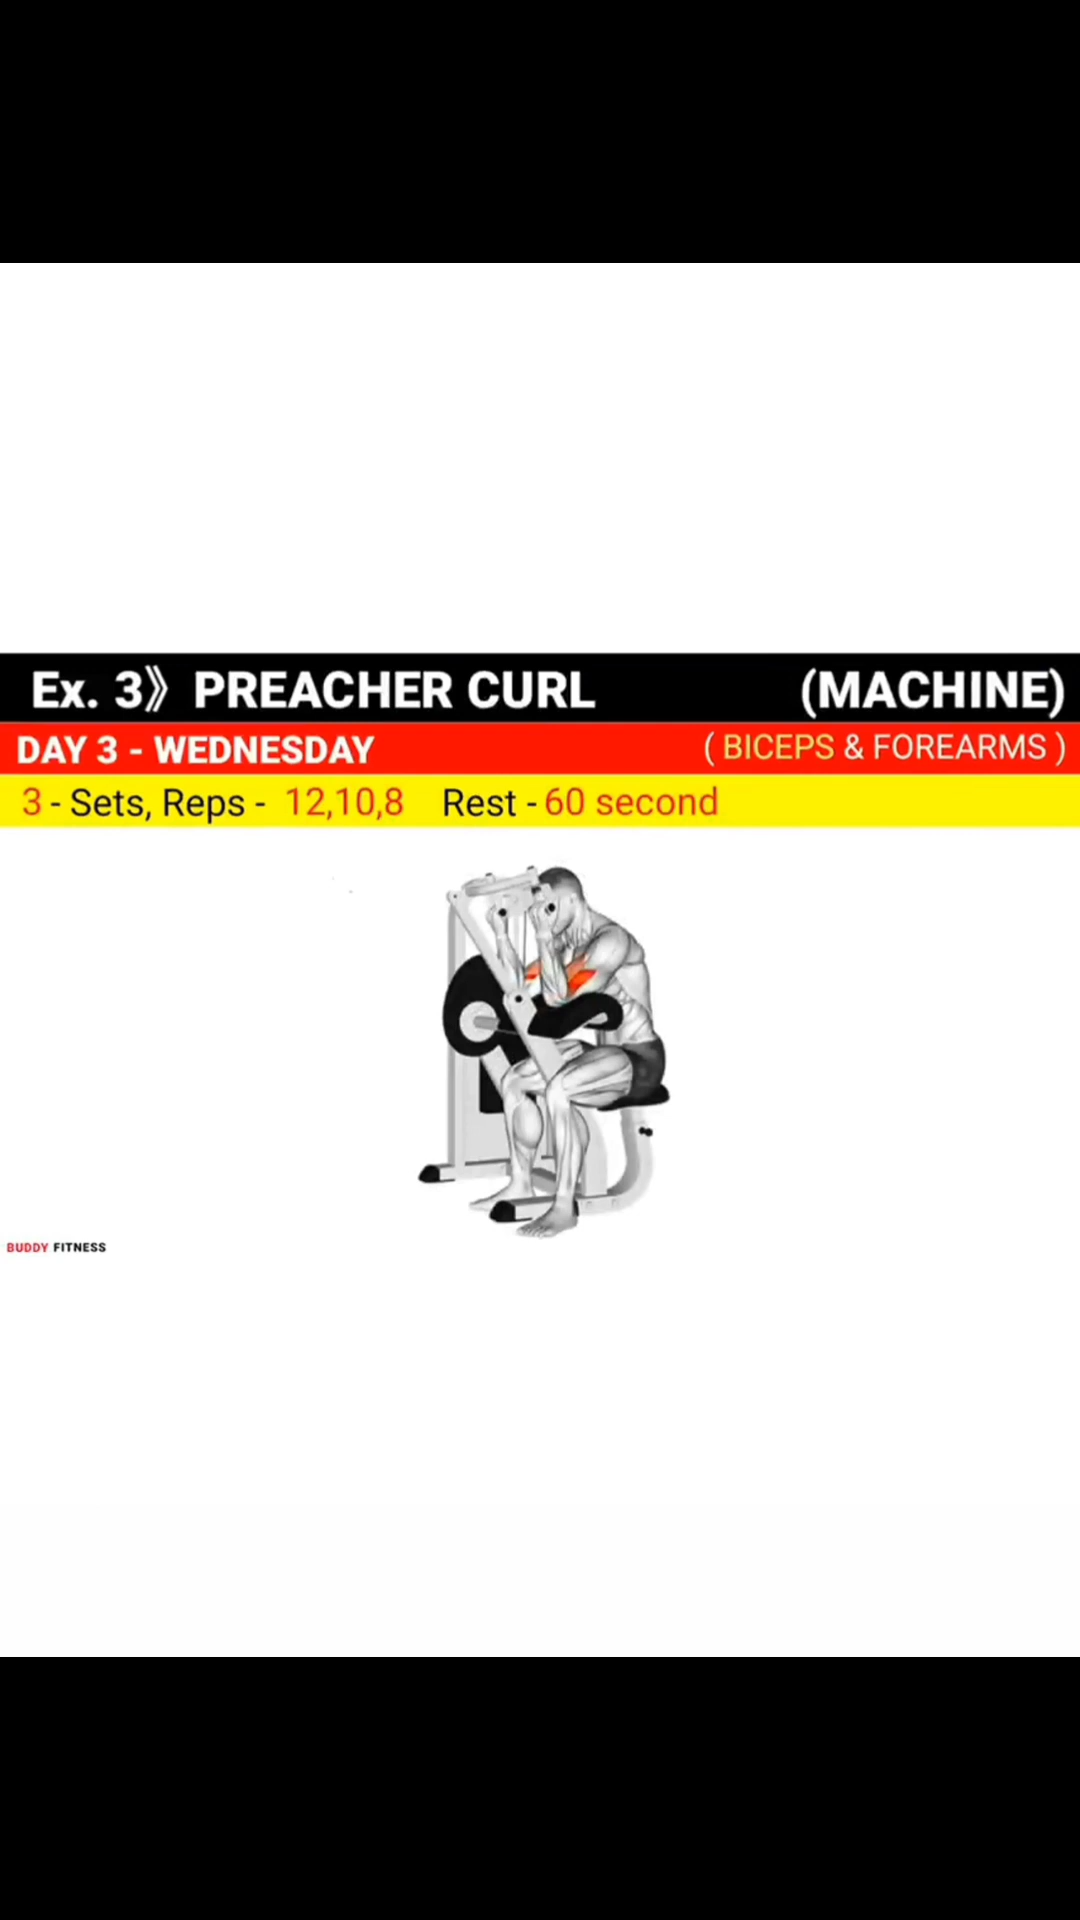 Ex. 3》 PREACHER CURL (MACHINE)
DAY 3 - WEDNESDAY ( BICEPS & FOREARMS )
3 - Sets, Reps - 12,10,8 Rest - 60 second
BUDDY FITNESS